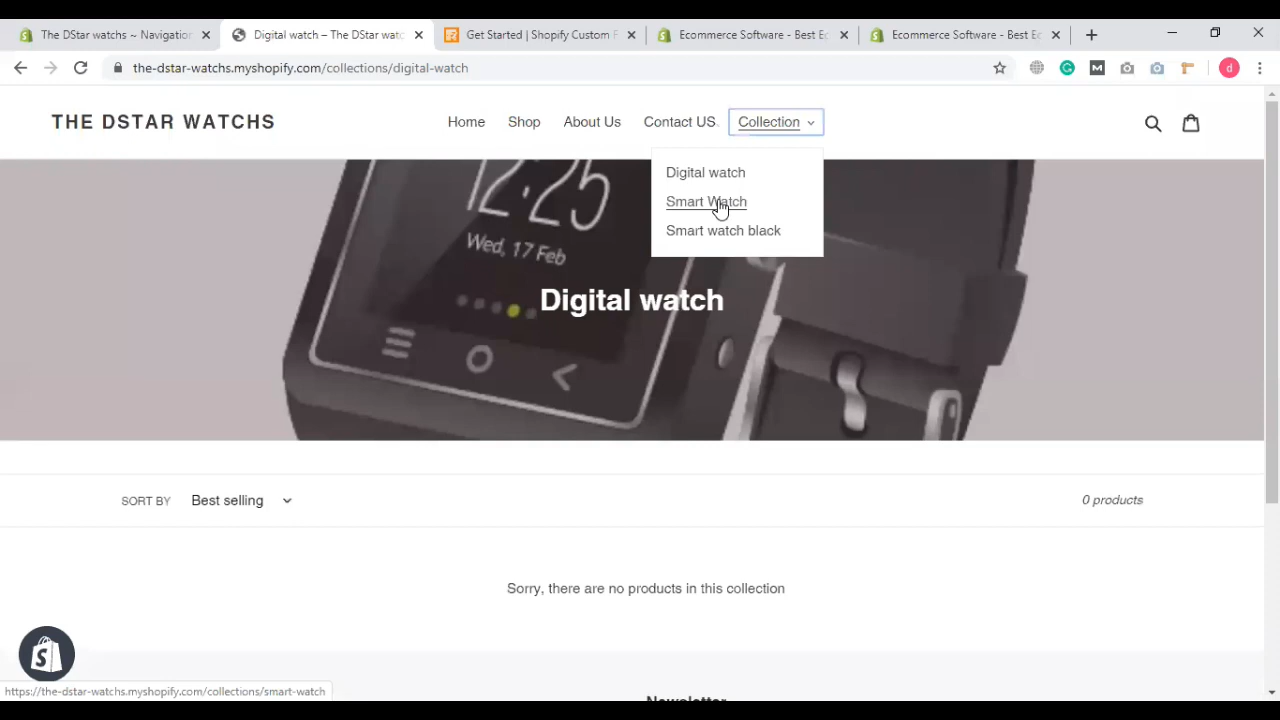 The DStar watchs ~ Navigation
Digital watch – The DStar watc
Get Started | Shopify Custom F
Ecommerce Software - Best Ec
Ecommerce Software - Best Ec
the-dstar-watchs.myshopify.com/collections/digital-watch
THE DSTAR WATCHS
Home
Shop
About Us
Contact US
Collection
Digital watch
Smart Watch
Smart watch black
12:25
Wed, 17 Feb
Digital watch
SORT BY
Best selling
0 products
Sorry, there are no products in this collection
Newsletter
https://the-dstar-watchs.myshopify.com/collections/smart-watch